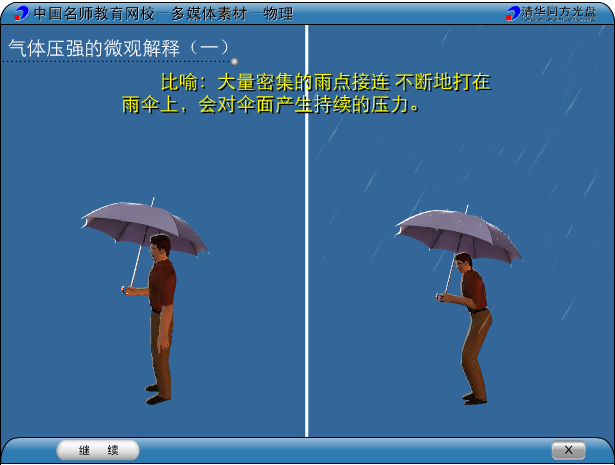 中国名师教育网校—多媒体素材—物理
清华同方光盘
气体压强的微观解释（一）
比喻：大量密集的雨点接连 不断地打在
雨伞上，会对伞面产生持续的压力。
继 续
X